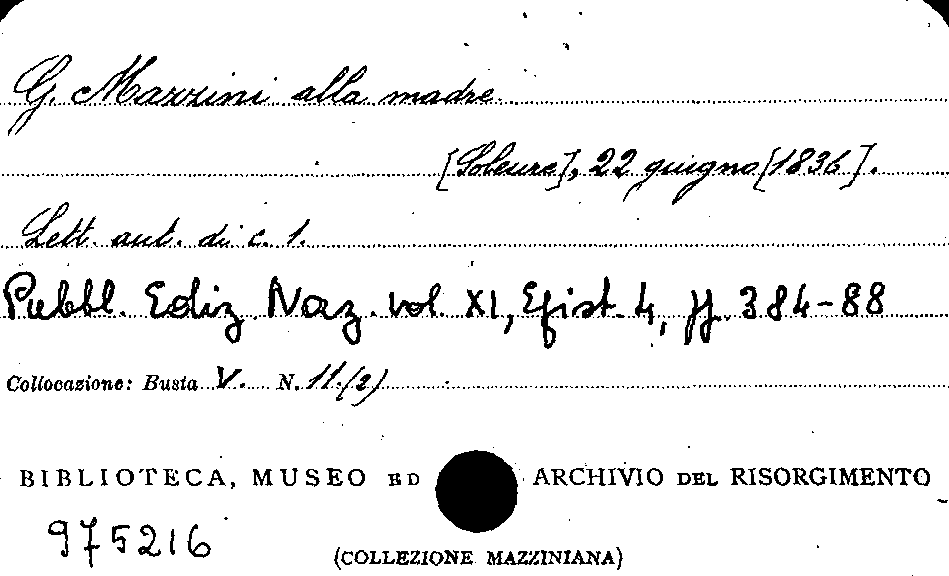 G. Mazzini alla madre
[Soleure], 22 giugno [1836].
Lett. aut. di c. 1.
Pubbl. Ediz. Naz. vol. XI, Epist. 4, pp. 384-88
Collocazione: Busta V. N. 11.(2)
BIBLIOTECA, MUSEO ED ARCHIVIO DEL RISORGIMENTO
975216
(COLLEZIONE MAZZINIANA)